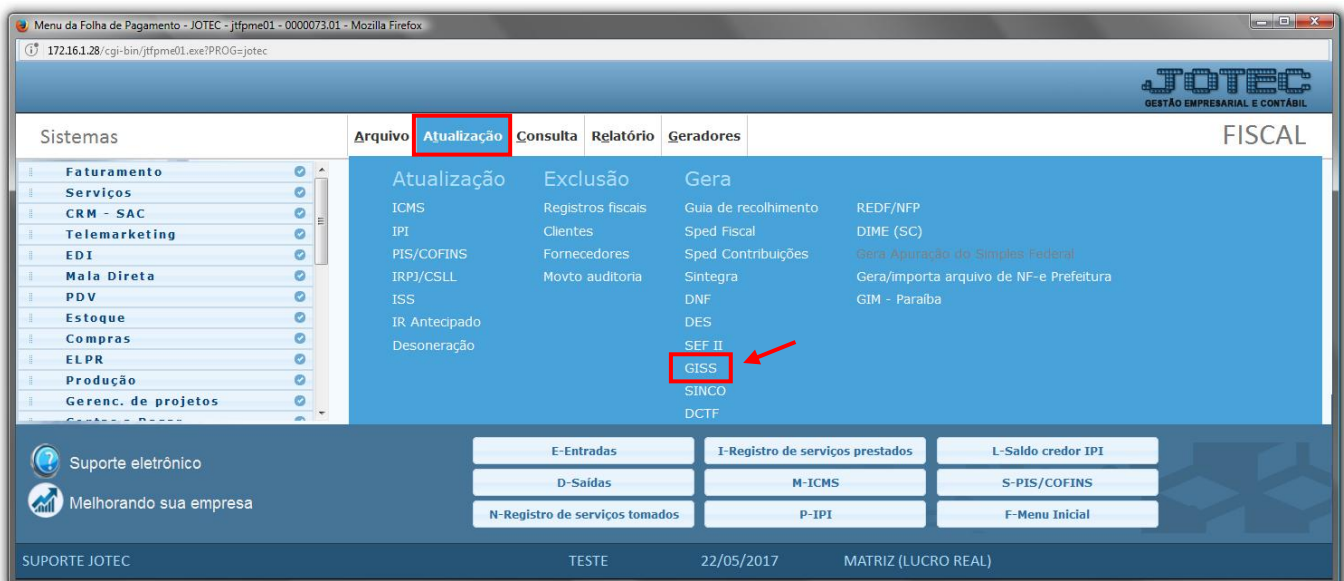 Menu da Folha de Pagamento - JOTEC - jtfpme01 - 0000073.01 - Mozilla Firefox
172.16.1.28/cgi-bin/jtfpme01.exe?PROG=jotec
JOTEC
GESTÃO EMPRESARIAL E CONTÁBIL
Sistemas
Arquivo Atualização Consulta Relatório Geradores
FISCAL
Faturamento
Serviços
CRM - SAC
Telemarketing
EDI
Mala Direta
PDV
Estoque
Compras
ELPR
Produção
Gerenc. de projetos
Atualização
ICMS
IPI
PIS/COFINS
IRPJ/CSLL
ISS
IR Antecipado
Desoneração
Exclusão
Registros fiscais
Clientes
Fornecedores
Movto auditoria
Gera
Guia de recolhimento
Sped Fiscal
Sped Contribuições
Sintegra
DNF
DES
SEF II
GISS
SINCO
DCTF
REDF/NFP
DIME (SC)
Gera Apuração do Simples Federal
Gera/importa arquivo de NF-e Prefeitura
GIM - Paraíba
Suporte eletrônico
Melhorando sua empresa
E-Entradas I-Registro de serviços prestados L-Saldo credor IPI
D-Saídas M-ICMS S-PIS/COFINS
N-Registro de serviços tomados P-IPI F-Menu Inicial
SUPORTE JOTEC TESTE 22/05/2017 MATRIZ (LUCRO REAL)